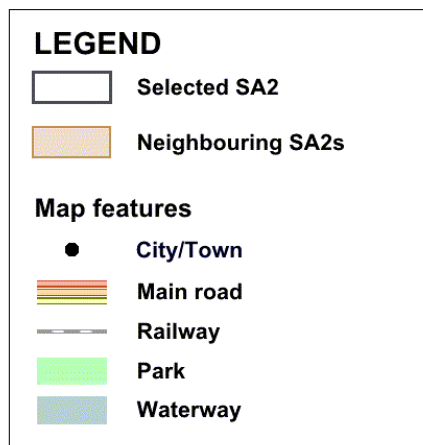 LEGEND
Selected SA2
Neighbouring SA2s
Map features
City/Town
Main road
Railway
Park
Waterway